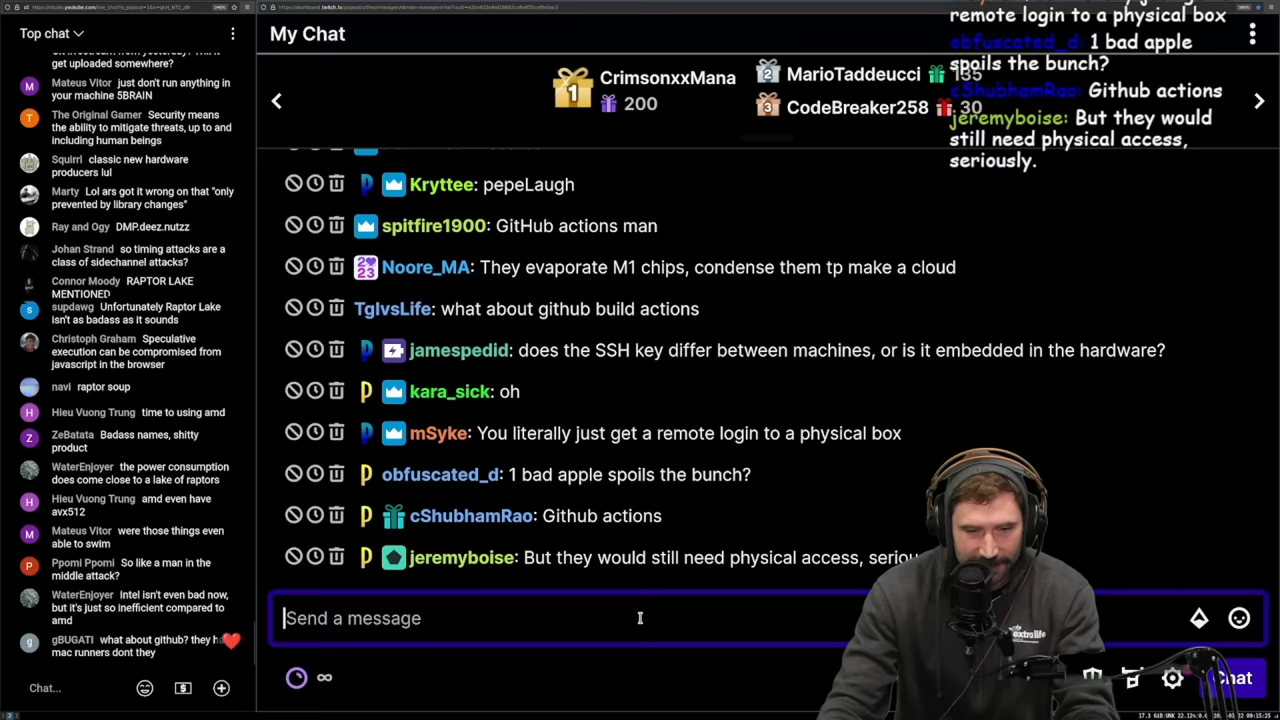 Top chat
get uploaded somewhere?
Mateus Vitor just don't run anything in
your machine 5BRAIN
The Original Gamer Security means
the ability to mitigate threats, up to and
including human beings
Squirrl classic new hardware
producers lul
Marty Lol ars got it wrong on that "only
prevented by library changes"
Ray and Ogy DMP.deez.nutzz
Johan Strand so timing attacks are a
class of sidechannel attacks?
Connor Moody RAPTOR LAKE
MENTIONED
supdawg Unfortunately Raptor Lake
isn't as badass as it sounds
Christoph Graham Speculative
execution can be compromised from
javascript in the browser
navi raptor soup
Hieu Vuong Trung time to using amd
ZeBatata Badass names, shitty
product
WaterEnjoyer the power consumption
does come close to a lake of raptors
Hieu Vuong Trung amd even have
avx512
Mateus Vitor were those things even
able to swim
Ppomi Ppomi So like a man in the
middle attack?
WaterEnjoyer Intel isn't even bad now,
but it's just so inefficient compared to
amd
gBUGATI what about github? they
mac runners dont they
Chat...
My Chat
1 CrimsonxxMana
200
2 MarioTaddeucci 135
3 CodeBreaker258 30
Kryttee: pepeLaugh
spitfire1900: GitHub actions man
Noore_MA: They evaporate M1 chips, condense them tp make a cloud
TglvsLife: what about github build actions
jamespedid: does the SSH key differ between machines, or is it embedded in the hardware?
kara_sick: oh
mSyke: You literally just get a remote login to a physical box
obfuscated_d: 1 bad apple spoils the bunch?
cShubhamRao: Github actions
jeremyboise: But they would still need physical access,
Send a message
∞
Chat
remote login to a physical box
obfuscated_d: 1 bad apple
spoils the bunch?
cShubhamRao: Github actions
jeremyboise: But they would
still need physical access,
seriously.
extralife